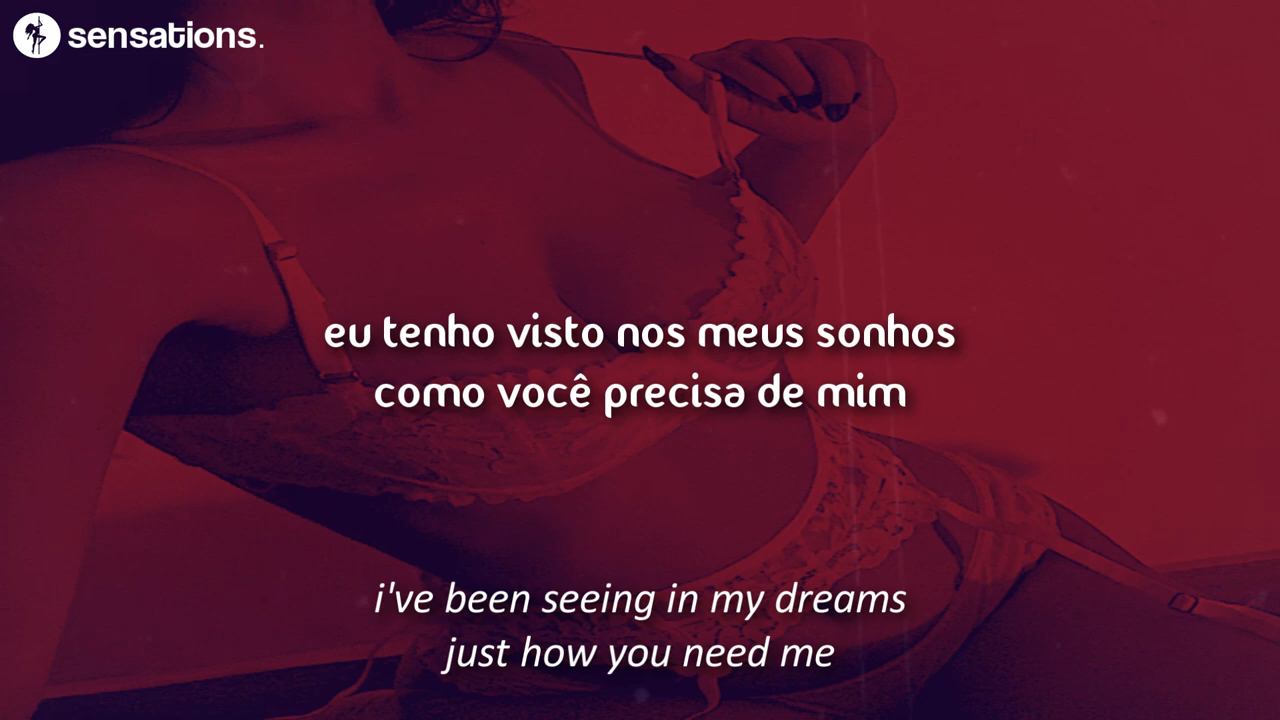 sensations.
eu tenho visto nos meus sonhos
como você precisa de mim
i've been seeing in my dreams
just how you need me